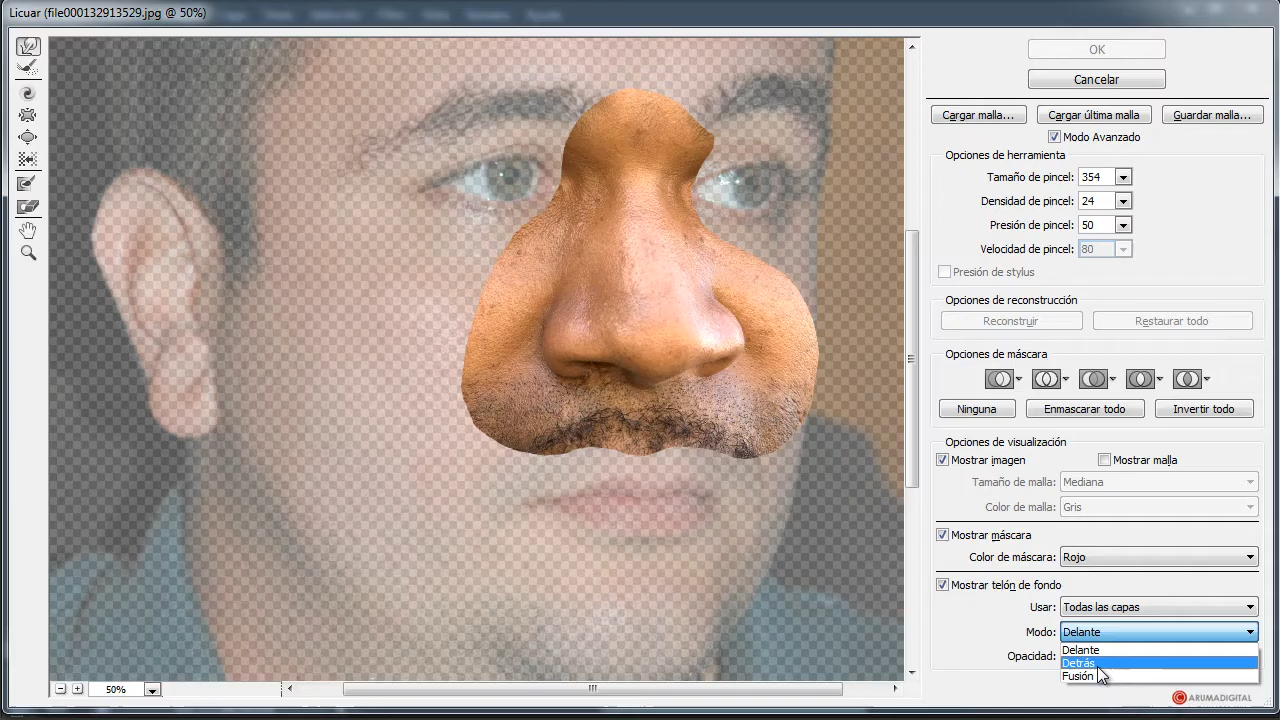 Licuar (file000132913529.jpg @ 50%)
OK
Cancelar
Cargar malla... Cargar última malla Guardar malla...
Modo Avanzado
Opciones de herramienta
Tamaño de pincel: 354
Densidad de pincel: 24
Presión de pincel: 50
Velocidad de pincel: 80
Presión de stylus
Opciones de reconstrucción
Reconstruir Restaurar todo
Opciones de máscara
Ninguna Enmascarar todo Invertir todo
Opciones de visualización
Mostrar imagen Mostrar malla
Tamaño de malla: Mediana
Color de malla: Gris
Mostrar máscara
Color de máscara: Rojo
Mostrar telón de fondo
Usar: Todas las capas
Modo: Delante
Delante
Opacidad:
Detrás
Fusión
50%
ARUMADIGITAL